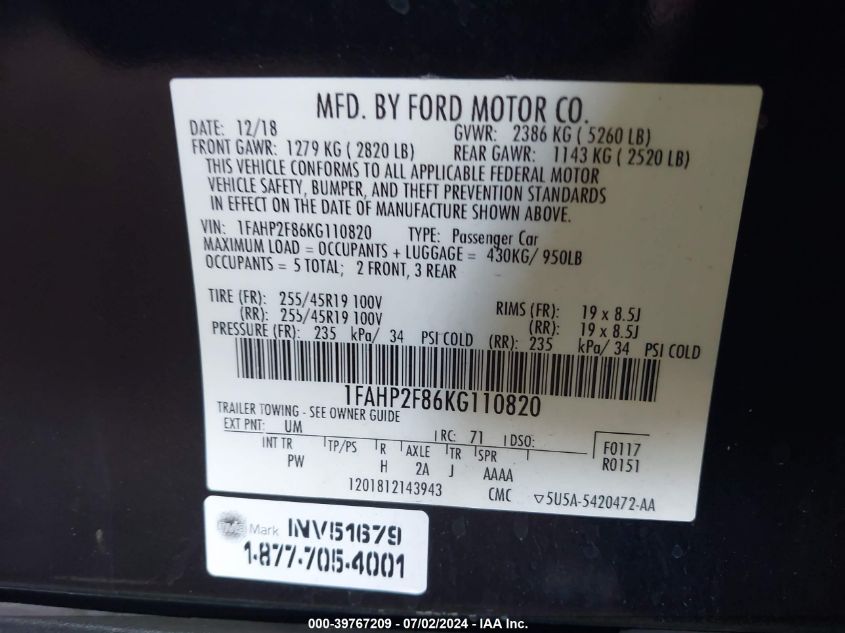 MFD. BY FORD MOTOR CO.
DATE: 12/18 GVWR: 2386 KG ( 5260 LB)
FRONT GAWR: 1279 KG ( 2820 LB) REAR GAWR: 1143 KG ( 2520 LB)
THIS VEHICLE CONFORMS TO ALL APPLICABLE FEDERAL MOTOR
VEHICLE SAFETY, BUMPER, AND THEFT PREVENTION STANDARDS
IN EFFECT ON THE DATE OF MANUFACTURE SHOWN ABOVE.
VIN: 1FAHP2F86KG110820 TYPE: Passenger Car
MAXIMUM LOAD = OCCUPANTS + LUGGAGE = 430KG/ 950LB
OCCUPANTS = 5 TOTAL; 2 FRONT, 3 REAR
TIRE (FR): 255/45R19 100V RIMS (FR): 19 x 8.5J
(RR): 255/45R19 100V (RR): 19 x 8.5J
PRESSURE (FR): 235 kPa/ 34 PSI COLD (RR): 235 kPa/ 34 PSI COLD
1FAHP2F86KG110820
TRAILER TOWING - SEE OWNER GUIDE
EXT PNT: UM RC: 71 DSO: F0117
INT TR TP/PS R AXLE TR SPR R0151
PW H 2A J AAAA
1201812143943 CMC ▽5U5A-5420472-AA
Mark INV51679
1-877-705-4001
000-39767209 - 07/02/2024 - IAA Inc.